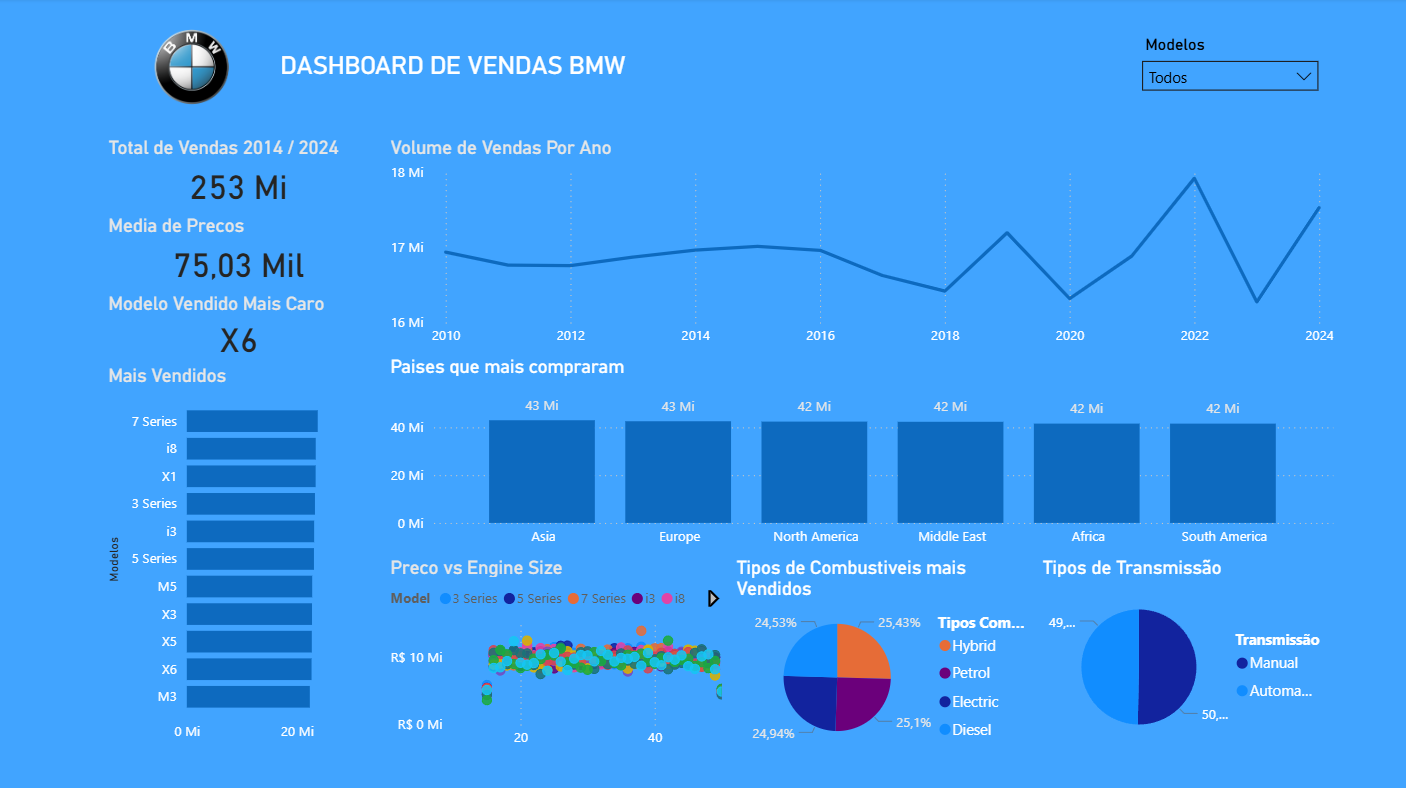 BMW
DASHBOARD DE VENDAS BMW
Modelos
Todos
Total de Vendas 2014 / 2024
253 Mi
Media de Precos
75,03 Mil
Modelo Vendido Mais Caro
X6
Mais Vendidos
Modelos
7 Series
i8
X1
3 Series
i3
5 Series
M5
X3
X5
X6
M3
0 Mi 20 Mi
Volume de Vendas Por Ano
18 Mi
17 Mi
16 Mi
2010 2012 2014 2016 2018 2020 2022 2024
Paises que mais compraram
43 Mi 43 Mi 42 Mi 42 Mi 42 Mi 42 Mi
40 Mi
20 Mi
0 Mi
Asia Europe North America Middle East Africa South America
Preco vs Engine Size
Model 3 Series 5 Series 7 Series i3 i8
R$ 10 Mi
R$ 0 Mi
20 40
Tipos de Combustiveis mais
Vendidos
24,53% 25,43%
24,94% 25,1%
Tipos Com...
Hybrid
Petrol
Electric
Diesel
Tipos de Transmissão
49,...
50,...
Transmissão
Manual
Automa...